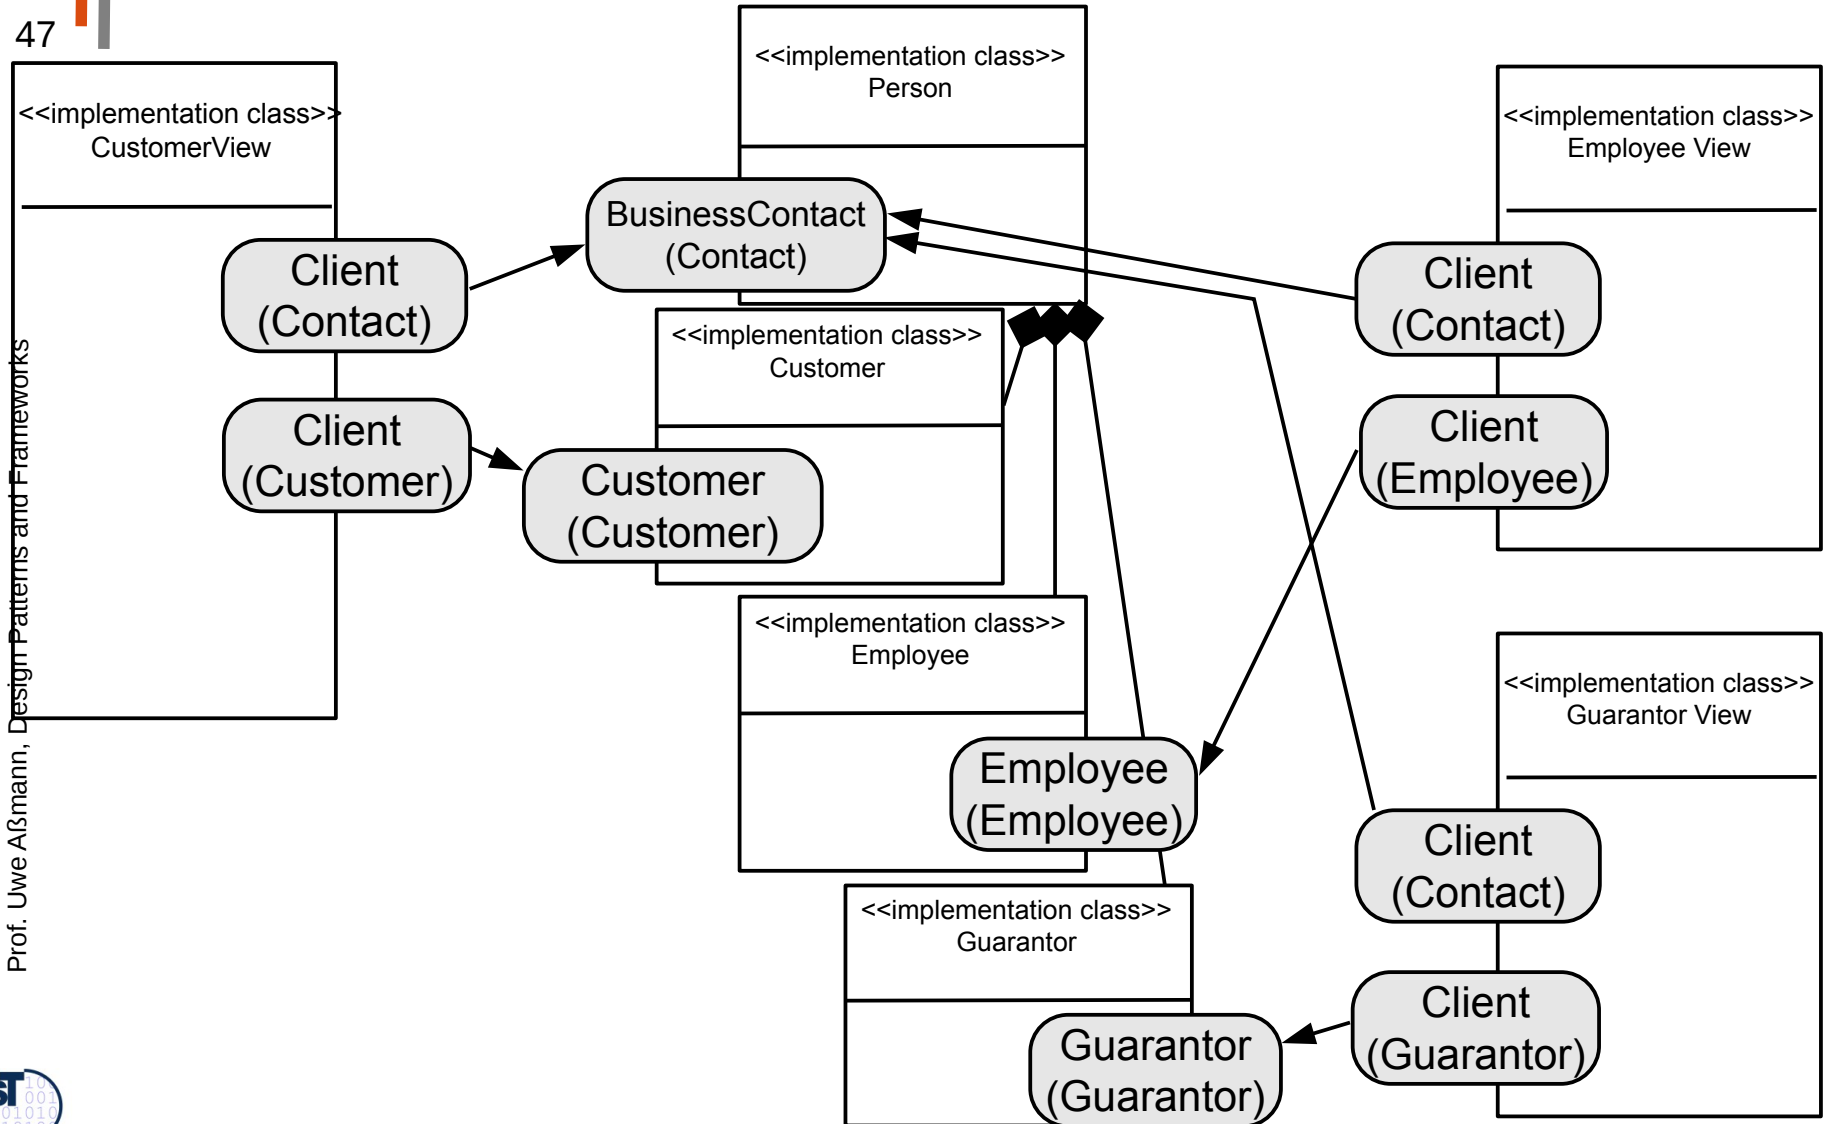 47
<<implementation class>>
CustomerView
Client
(Contact)
Client
(Customer)
<<implementation class>>
Person
BusinessContact
(Contact)
<<implementation class>>
Customer
Customer
(Customer)
<<implementation class>>
Employee
Employee
(Employee)
<<implementation class>>
Guarantor
Guarantor
(Guarantor)
<<implementation class>>
Employee View
Client
(Contact)
Client
(Employee)
<<implementation class>>
Guarantor View
Client
(Contact)
Client
(Guarantor)
Prof. Uwe Aßmann, Design Patterns and Frameworks